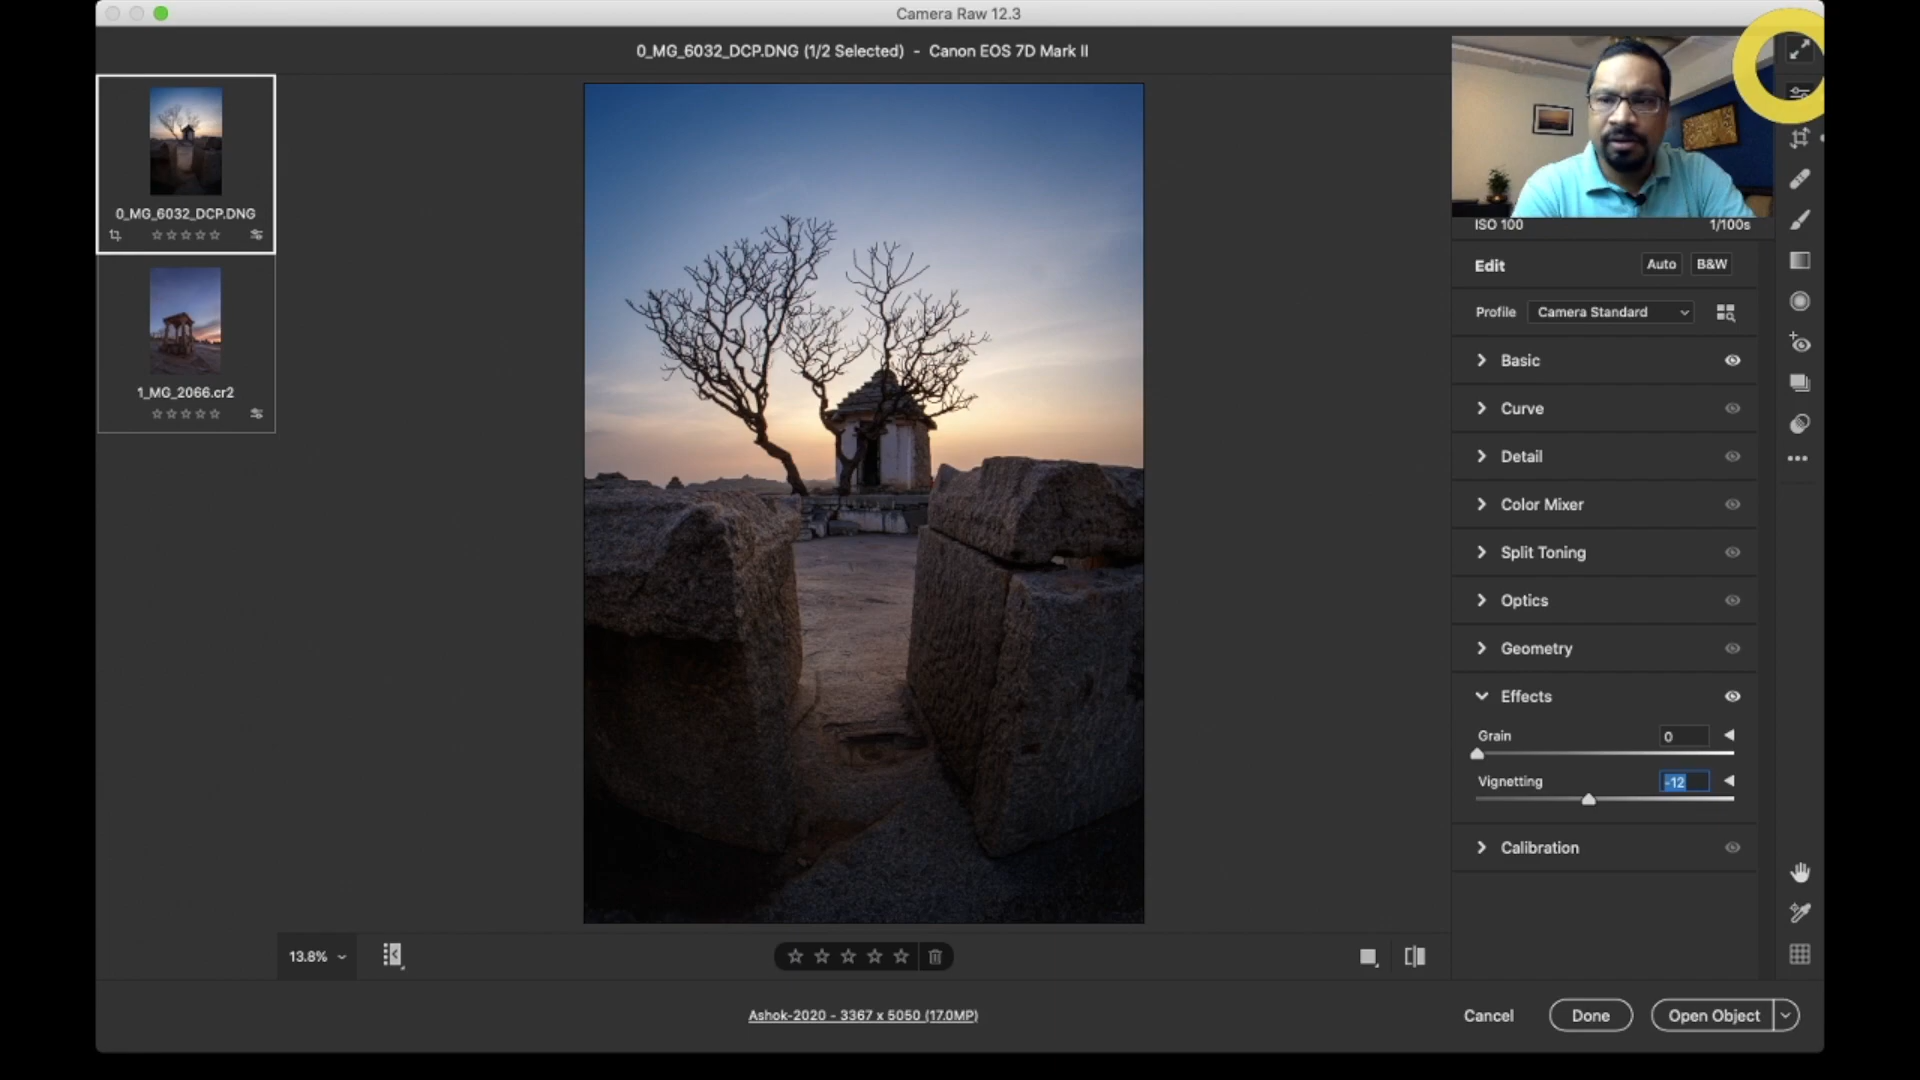 Camera Raw 12.3
0_MG_6032_DCP.DNG (1/2 Selected) - Canon EOS 7D Mark II
0_MG_6032_DCP.DNG
1_MG_2066.cr2
ISO 100 1/100s
Edit Auto B&W
Profile Camera Standard
Basic
Curve
Detail
Color Mixer
Split Toning
Optics
Geometry
Effects
Grain 0
Vignetting -12
Calibration
13.8%
Ashok-2020 - 3367 x 5050 (17.0MP)
Cancel Done Open Object